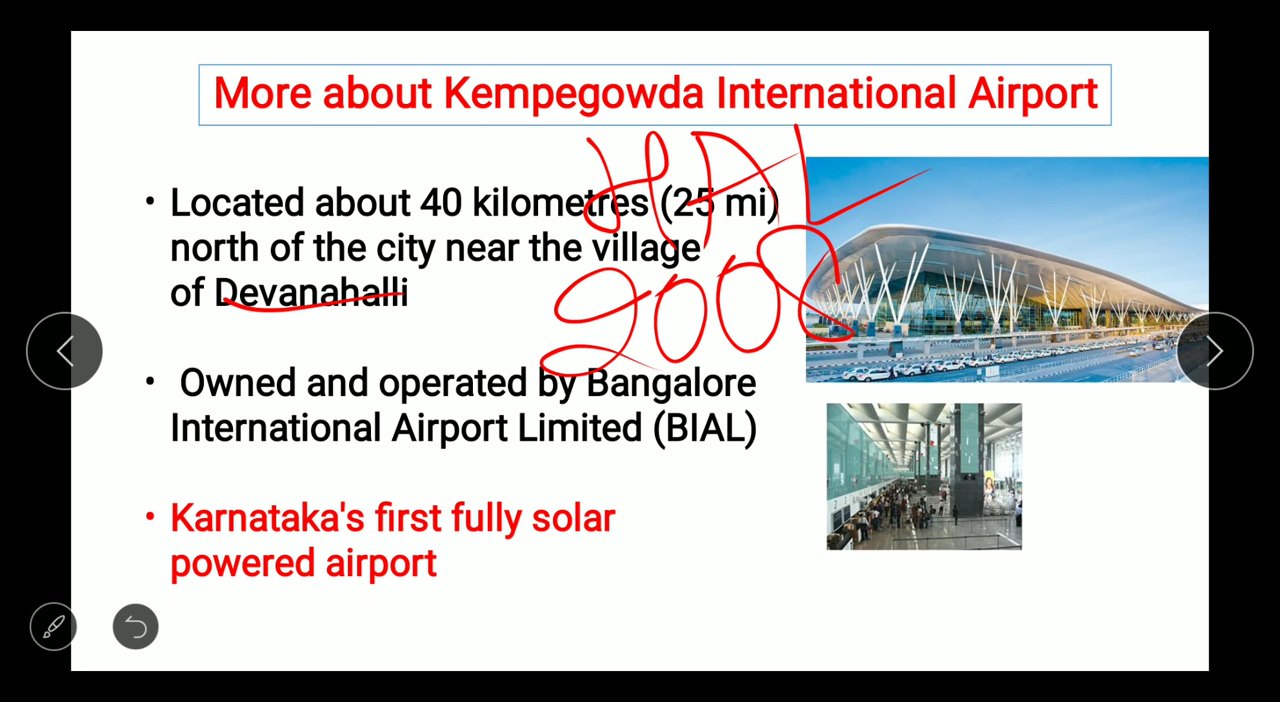 More about Kempegowda International Airport
HAL
• Located about 40 kilometres (25 mi)
north of the city near the village
of Devanahalli
2008
• Owned and operated by Bangalore
International Airport Limited (BIAL)
• Karnataka's first fully solar
powered airport